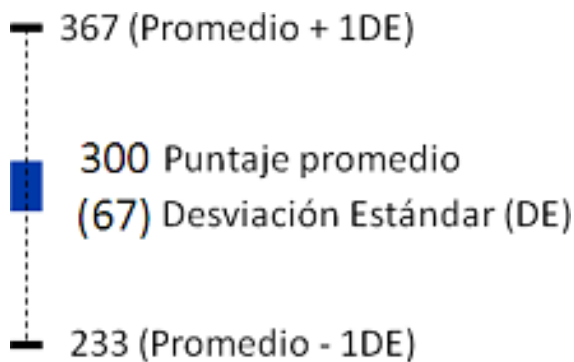 367 (Promedio + 1DE)
300 Puntaje promedio
(67) Desviación Estándar (DE)
233 (Promedio - 1DE)